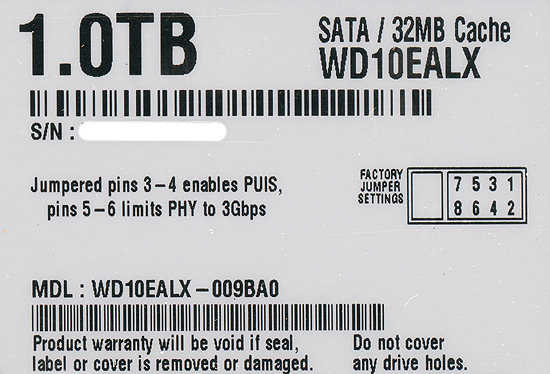 1.0TB
SATA / 32MB Cache
WD10EALX
S/N :
Jumpered pins 3-4 enables PUIS,
pins 5-6 limits PHY to 3Gbps
FACTORY
JUMPER
SETTINGS
7 5 3 1
8 6 4 2
MDL : WD10EALX-009BA0
Product warranty will be void if seal,
label or cover is removed or damaged.
Do not cover
any drive holes.